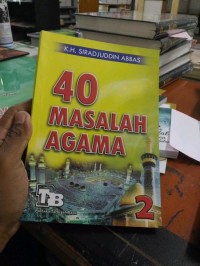 K.H. SIRADJUDDIN ABBAS
40
MASALAH
AGAMA
TB
2